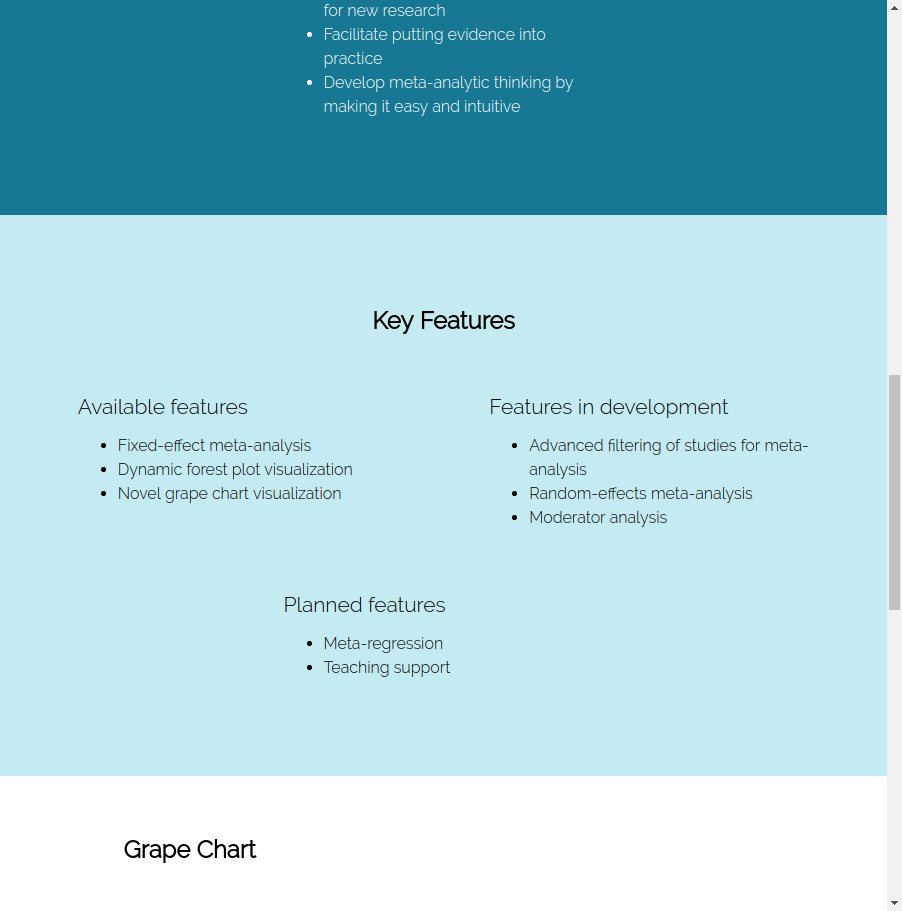 for new research
Facilitate putting evidence into
practice
Develop meta-analytic thinking by
making it easy and intuitive
Key Features
Available features
Fixed-effect meta-analysis
Dynamic forest plot visualization
Novel grape chart visualization
Features in development
Advanced filtering of studies for meta-
analysis
Random-effects meta-analysis
Moderator analysis
Planned features
Meta-regression
Teaching support
Grape Chart